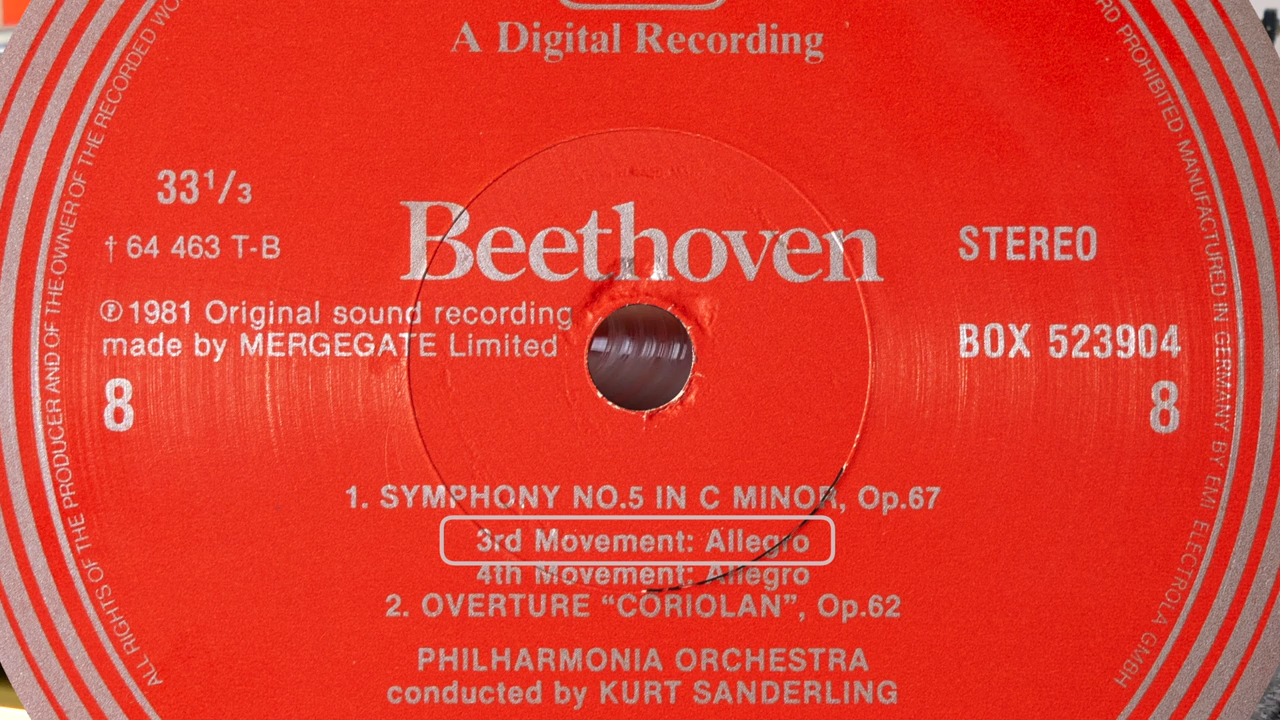 A Digital Recording
33 1/3
Beethoven
† 64 463 T-B
STEREO
℗ 1981 Original sound recording
made by MERGEGATE Limited
BOX 523904
8
8
1. SYMPHONY NO.5 IN C MINOR, Op.67
3rd Movement: Allegro
4th Movement: Allegro
2. OVERTURE “CORIOLAN”, Op.62
PHILHARMONIA ORCHESTRA
conducted by KURT SANDERLING
ALL RIGHTS OF THE PRODUCER AND OF THE OWNER OF THE RECORDED
PROHIBITED · MANUFACTURED IN GERMANY BY EMI ELECTROLA GMBH